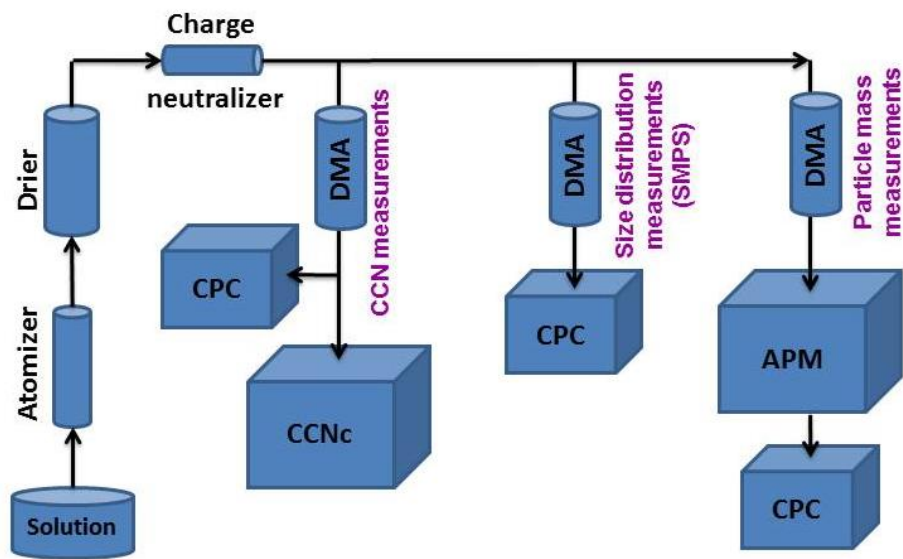 Charge
neutralizer
Drier
Atomizer
Solution
DMA
CCN measurements
CPC
CCNc
DMA
Size distribution
measurements
(SMPS)
CPC
DMA
Particle mass
measurements
APM
CPC